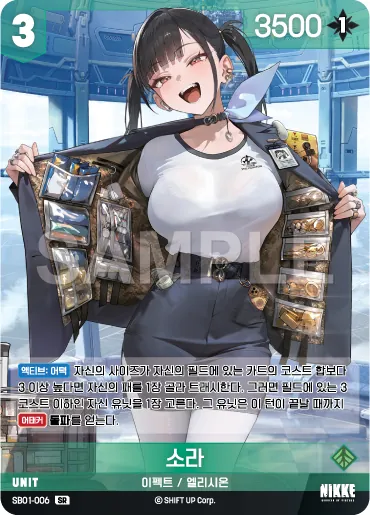 3
3500 1
SAMPLE
액티브: 어택 자신의 사이즈가 자신의 필드에 있는 카드의 코스트 합보다
3 이상 높다면 자신의 패를 1장 골라 트래시한다. 그러면 필드에 있는 3
코스트 이하인 자신 유닛을 1장 고른다. 그 유닛은 이 턴이 끝날 때까지
어태커 돌파를 얻는다.
소라
UNIT
이펙트 / 엘리시온
NIKKE
SB01-006 SR
© SHIFT UP Corp.